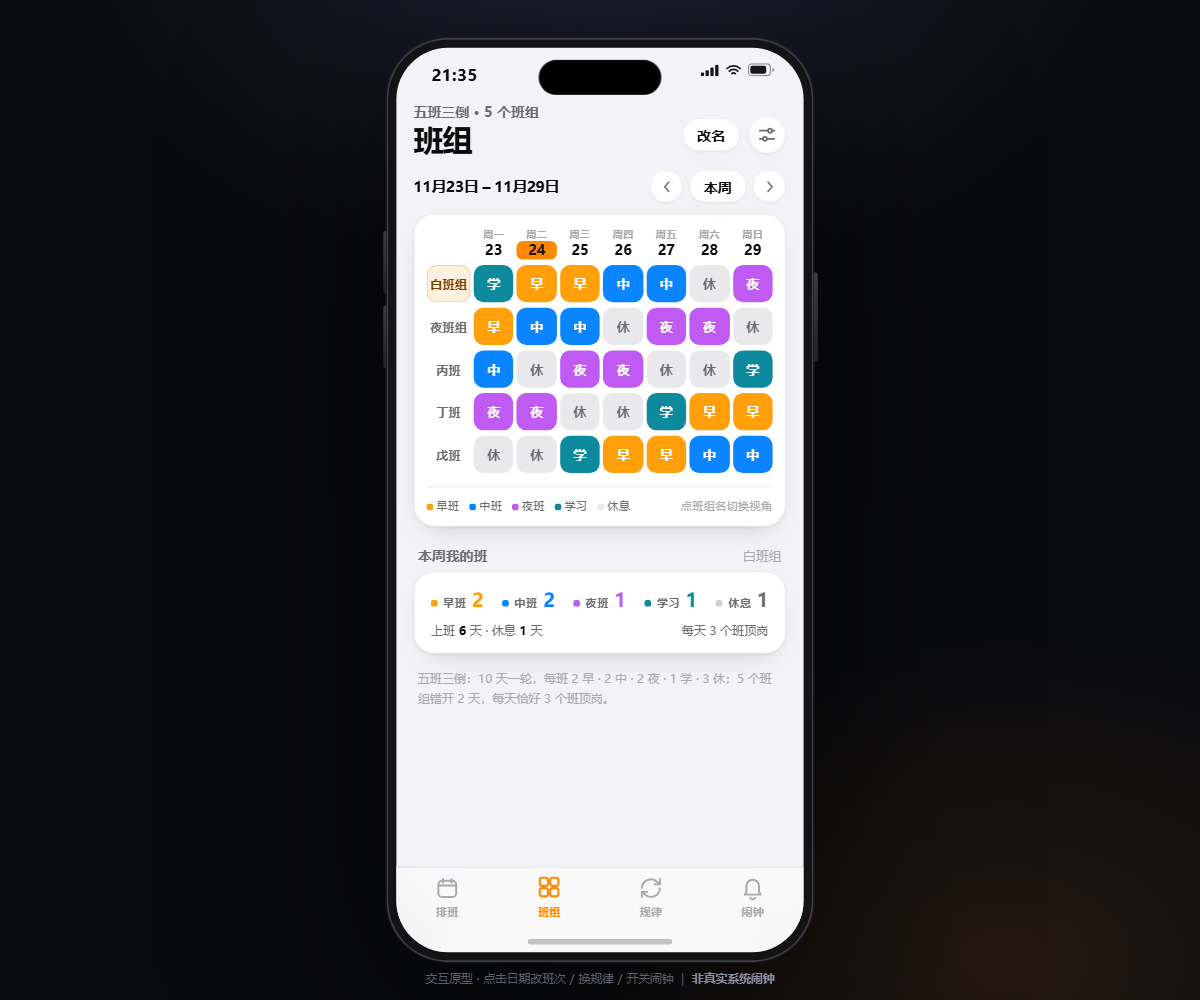 21:35
五班三倒 • 5 个班组
班组
改名
11月23日 – 11月29日
本周
周一 周二 周三 周四 周五 周六 周日
23 24 25 26 27 28 29
白班组 学 早 早 中 中 休 夜
夜班组 早 中 中 休 夜 夜 休
丙班 中 休 夜 夜 休 休 学
丁班 夜 夜 休 休 学 早 早
戊班 休 休 学 早 早 中 中
早班 中班 夜班 学习 休息 点班组名切换视角
本周我的班 白班组
早班 2 中班 2 夜班 1 学习 1 休息 1
上班 6 天 · 休息 1 天 每天 3 个班顶岗
五班三倒：10 天一轮，每班 2 早 · 2 中 · 2 夜 · 1 学 · 3 休；5 个班
组错开 2 天，每天恰好 3 个班顶岗。
排班 班组 规律 闹钟
交互原型 · 点击日期改班次 / 换规律 / 开关闹钟 | 非真实系统闹钟